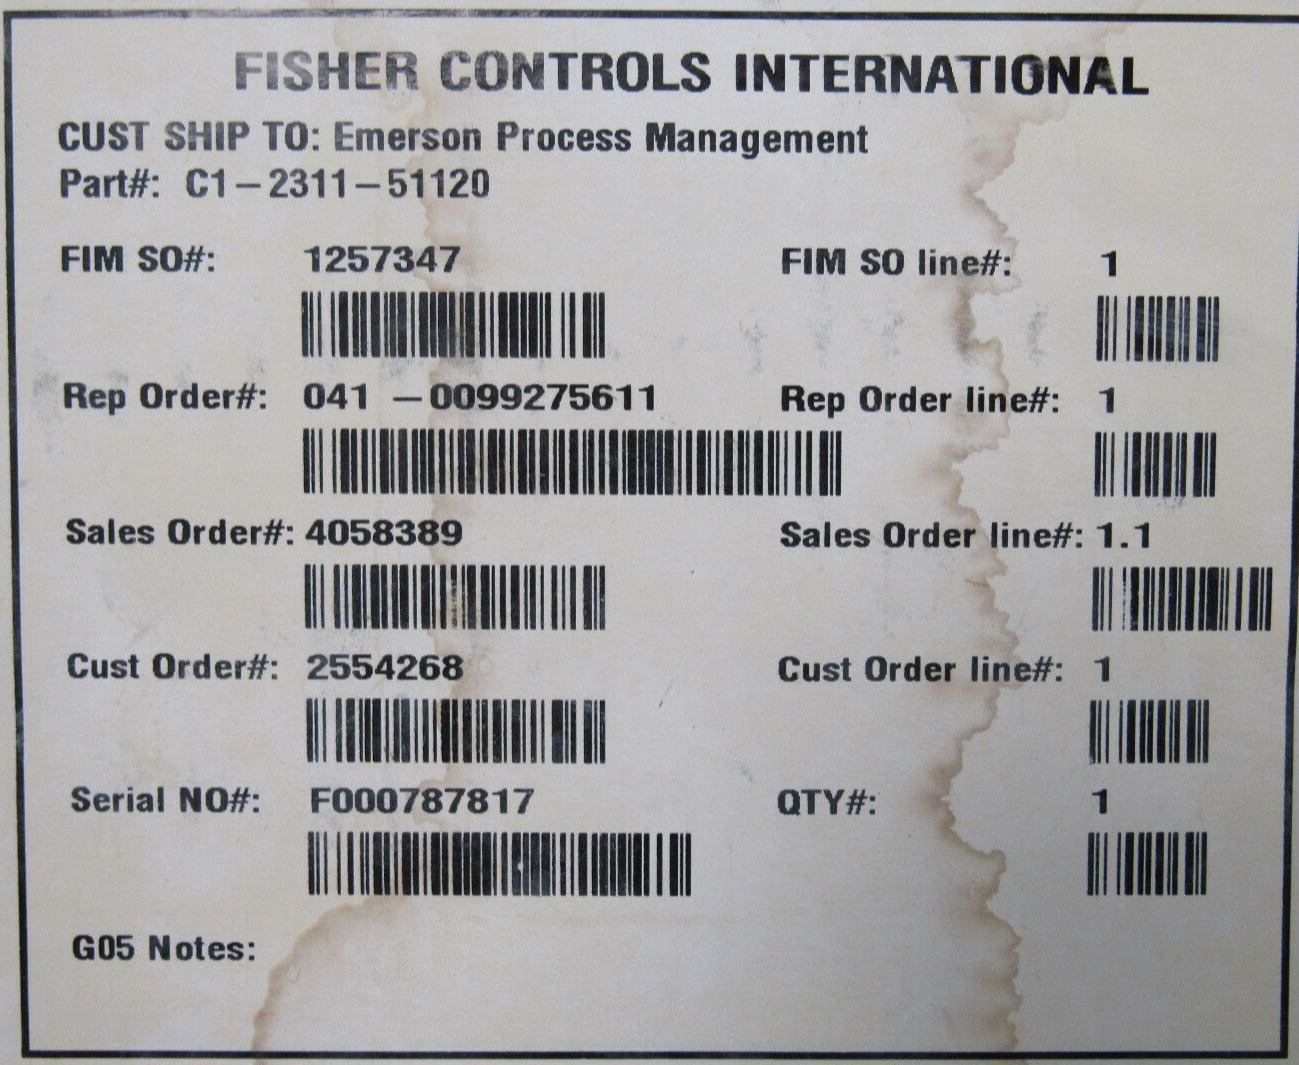 FISHER CONTROLS INTERNATIONAL
CUST SHIP TO: Emerson Process Management
Part#: C1-2311-51120
FIM SO#: 1257347 FIM SO line#: 1
Rep Order#: 041 -0099275611 Rep Order line#: 1
Sales Order#: 4058389 Sales Order line#: 1.1
Cust Order#: 2554268 Cust Order line#: 1
Serial NO#: F000787817 QTY#: 1
G05 Notes: